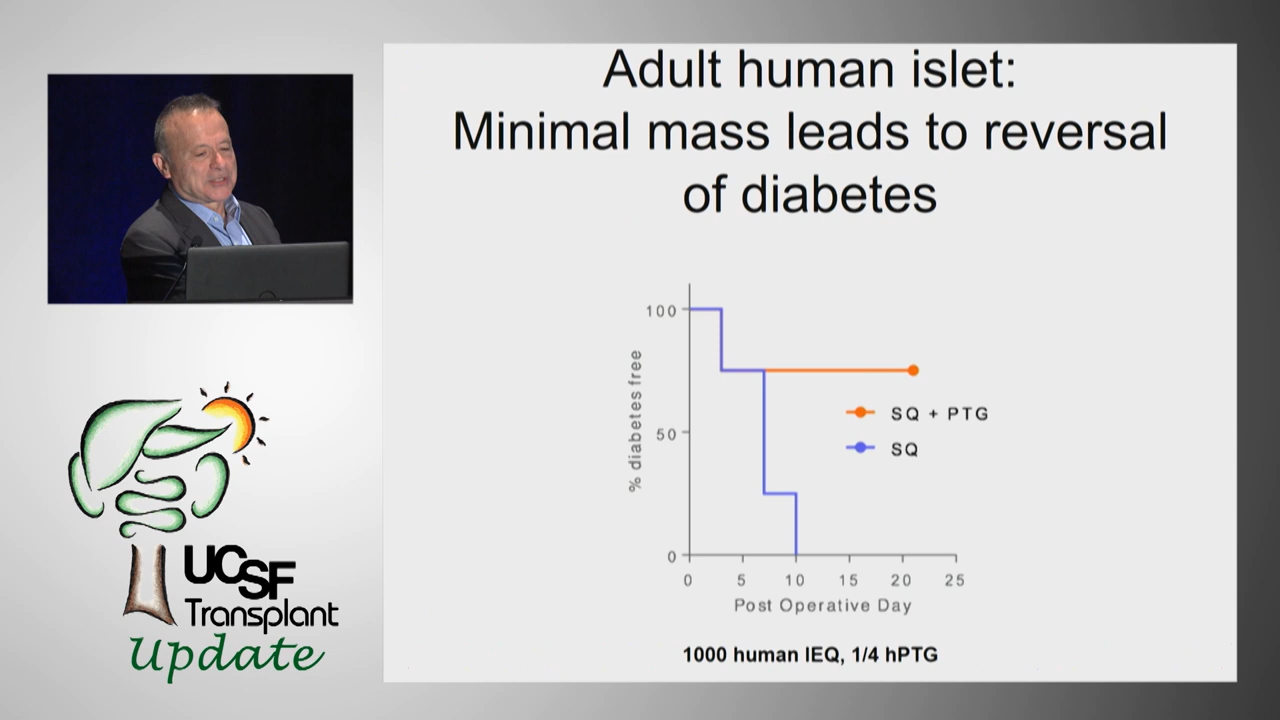 Adult human islet:
Minimal mass leads to reversal
of diabetes
100
50
0
% diabetes free
0 5 10 15 20 25
Post Operative Day
SQ + PTG
SQ
1000 human IEQ, 1/4 hPTG
UCSF
Transplant
Update